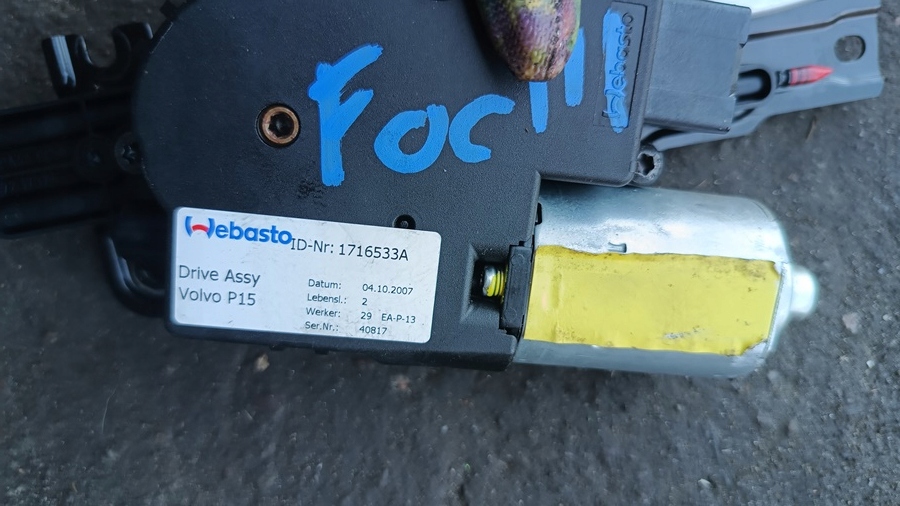 Foc II
Webasto
Webasto
ID-Nr: 1716533A
Drive Assy
Volvo P15
Datum: 04.10.2007
Lebensl.: 2
Werker: 29 EA-P-13
Ser.Nr.: 40817